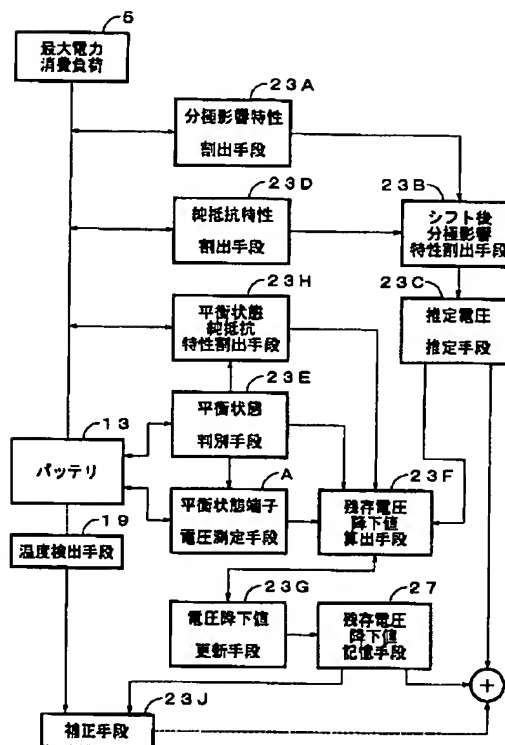 5
最大電力
消費負荷
23A
分極影響特性
割出手段
23D
純抵抗特性
割出手段
23B
シフト後
分極影響
特性割出手段
23H
平衡状態
純抵抗
特性割出手段
23C
推定電圧
推定手段
23E
平衡状態
判別手段
13
バッテリ
A
平衡状態端子
電圧測定手段
23F
残存電圧
降下値
算出手段
19
温度検出手段
23G
電圧降下値
更新手段
27
残存電圧
降下値
記憶手段
+
23J
補正手段